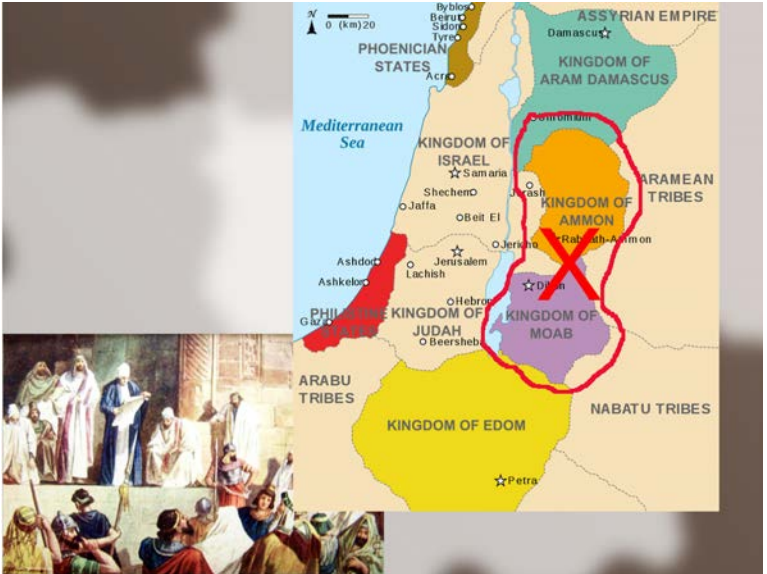 Byblos
Beirut
Sidon
Tyre
PHOENICIAN
STATES
Acre
N
0 (km) 20
ASSYRIAN EMPIRE
Damascus
KINGDOM OF
ARAM DAMASCUS
Mediterranean
Sea
KINGDOM OF
ISRAEL
Samaria
Shechem
Jaffa
Beit El
Jerash
KINGDOM OF
AMMON
Rabbath-Ammon
ARAMEAN
TRIBES
Jericho
Ashdod
Jerusalem
Lachish
Ashkelon
Hebron
Gaza
PHILISTINE
STATES
KINGDOM OF
JUDAH
Beersheba
KINGDOM OF
MOAB
ARABU
TRIBES
NABATU TRIBES
KINGDOM OF EDOM
Petra